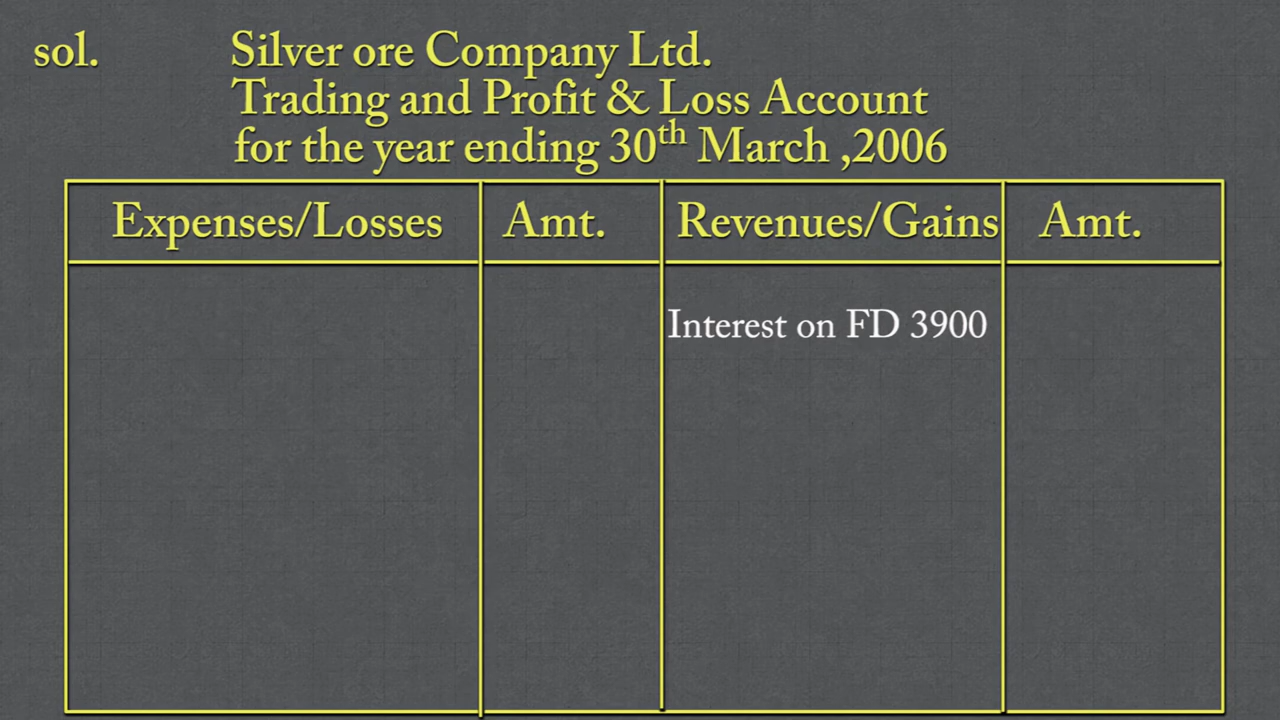 sol.
Silver ore Company Ltd.
Trading and Profit & Loss Account
for the year ending 30th March ,2006
Expenses/Losses Amt. Revenues/Gains Amt.
Interest on FD 3900